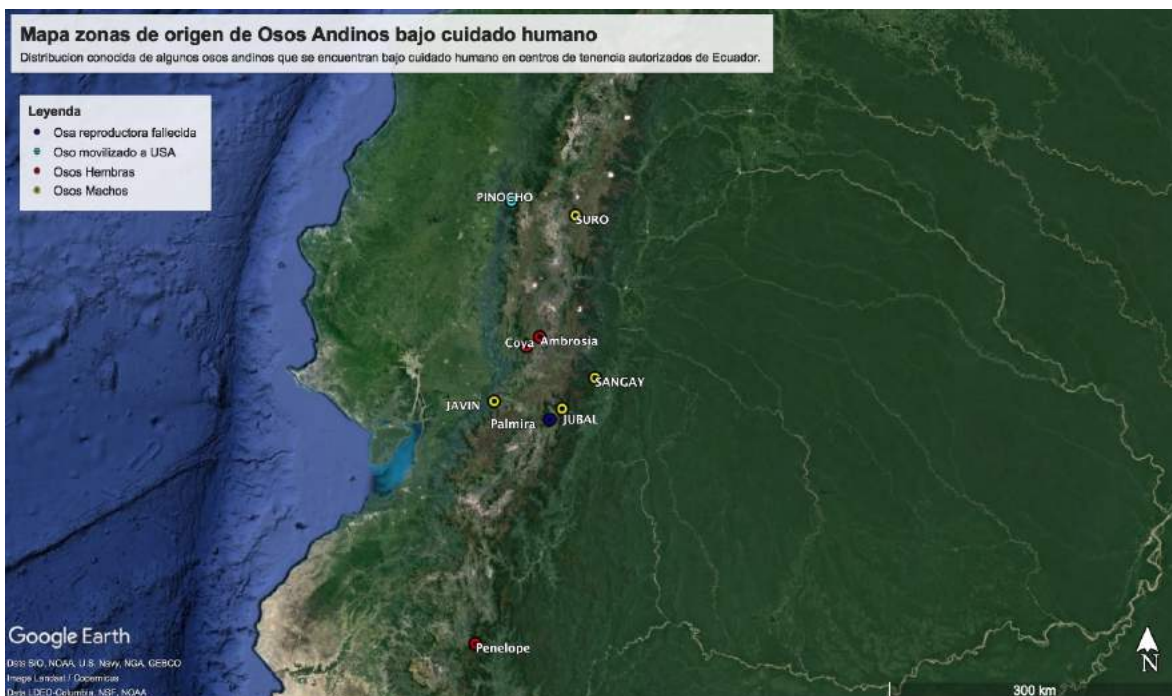 Mapa zonas de origen de Osos Andinos bajo cuidado humano
Distribucion conocida de algunos osos andinos que se encuentran bajo cuidado humano en centros de tenencia autorizados de Ecuador.
Leyenda
Osa reproductora fallecida
Oso movilizado a USA
Osos Hembras
Osos Machos
PINOCHO
SURO
Coya
Ambrosia
SANGAY
JAVIN
JUBAL
Palmira
Penelope
Google Earth
Data SIO, NOAA, U.S. Navy, NGA, GEBCO
Image Landsat / Copernicus
Data LDEO-Columbia, NSF, NOAA
N
300 km